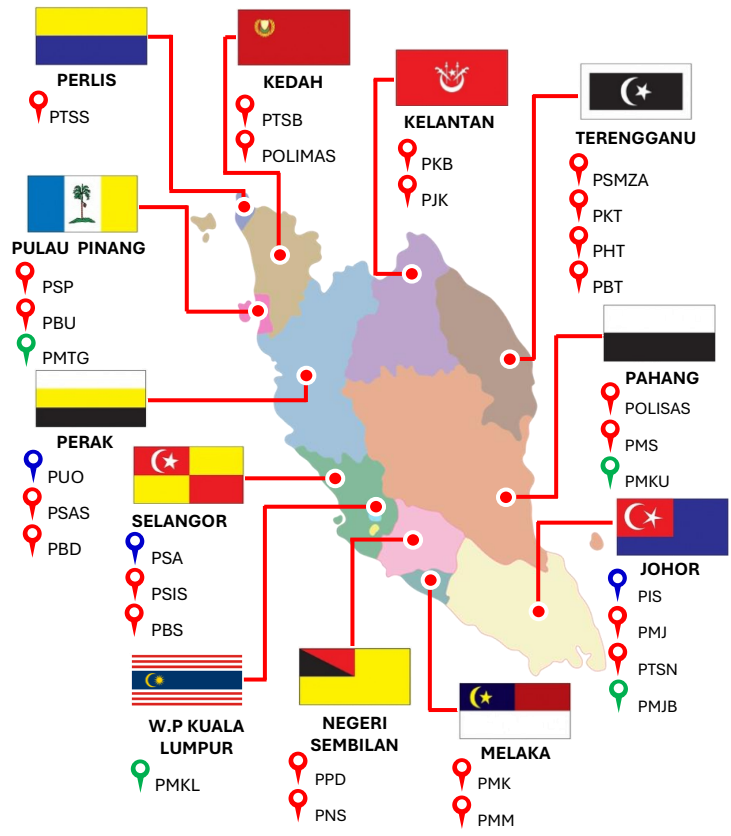 PERLIS
PTSS
KEDAH
PTSB
POLIMAS
KELANTAN
PKB
PJK
TERENGGANU
PSMZA
PKT
PHT
PBT
PULAU PINANG
PSP
PBU
PMTG
PAHANG
POLISAS
PMS
PMKU
PERAK
PUO
PSAS
PBD
SELANGOR
PSA
PSIS
PBS
JOHOR
PIS
PMJ
PTSN
PMJB
W.P KUALA
LUMPUR
PMKL
NEGERI
SEMBILAN
PPD
PNS
MELAKA
PMK
PMM